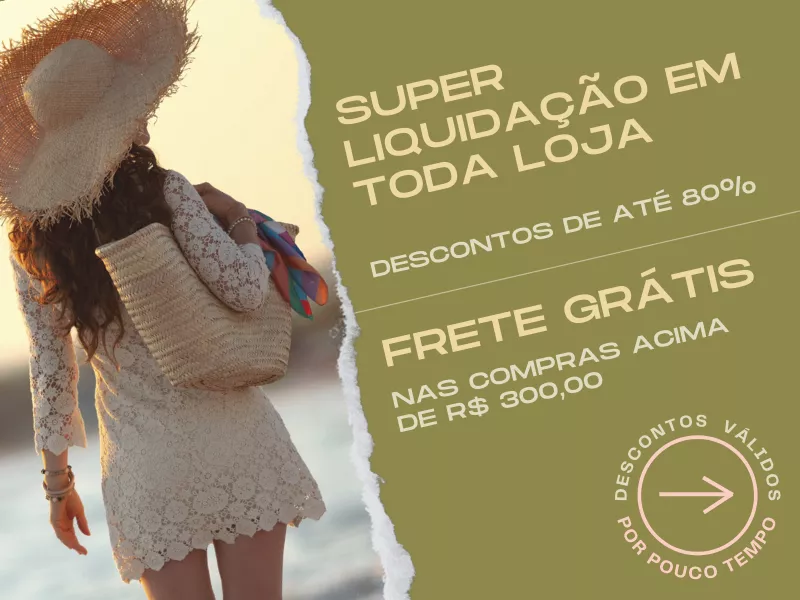 SUPER
LIQUIDAÇÃO EM
TODA LOJA
DESCONTOS DE ATÉ 80%
FRETE GRÁTIS
NAS COMPRAS ACIMA
DE R$ 300,00
DESCONTOS VÁLIDOS
POR POUCO TEMPO